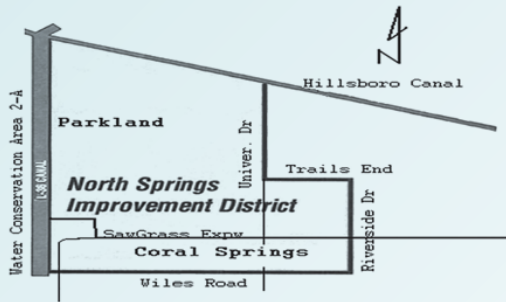 N
Hillsboro Canal
Parkland
Water Conservation Area 2-A
L-36 CANAL
Univer. Dr
Trails End
North Springs
Improvement District
Riverside Dr
SawGrass Expw
Coral Springs
Wiles Road